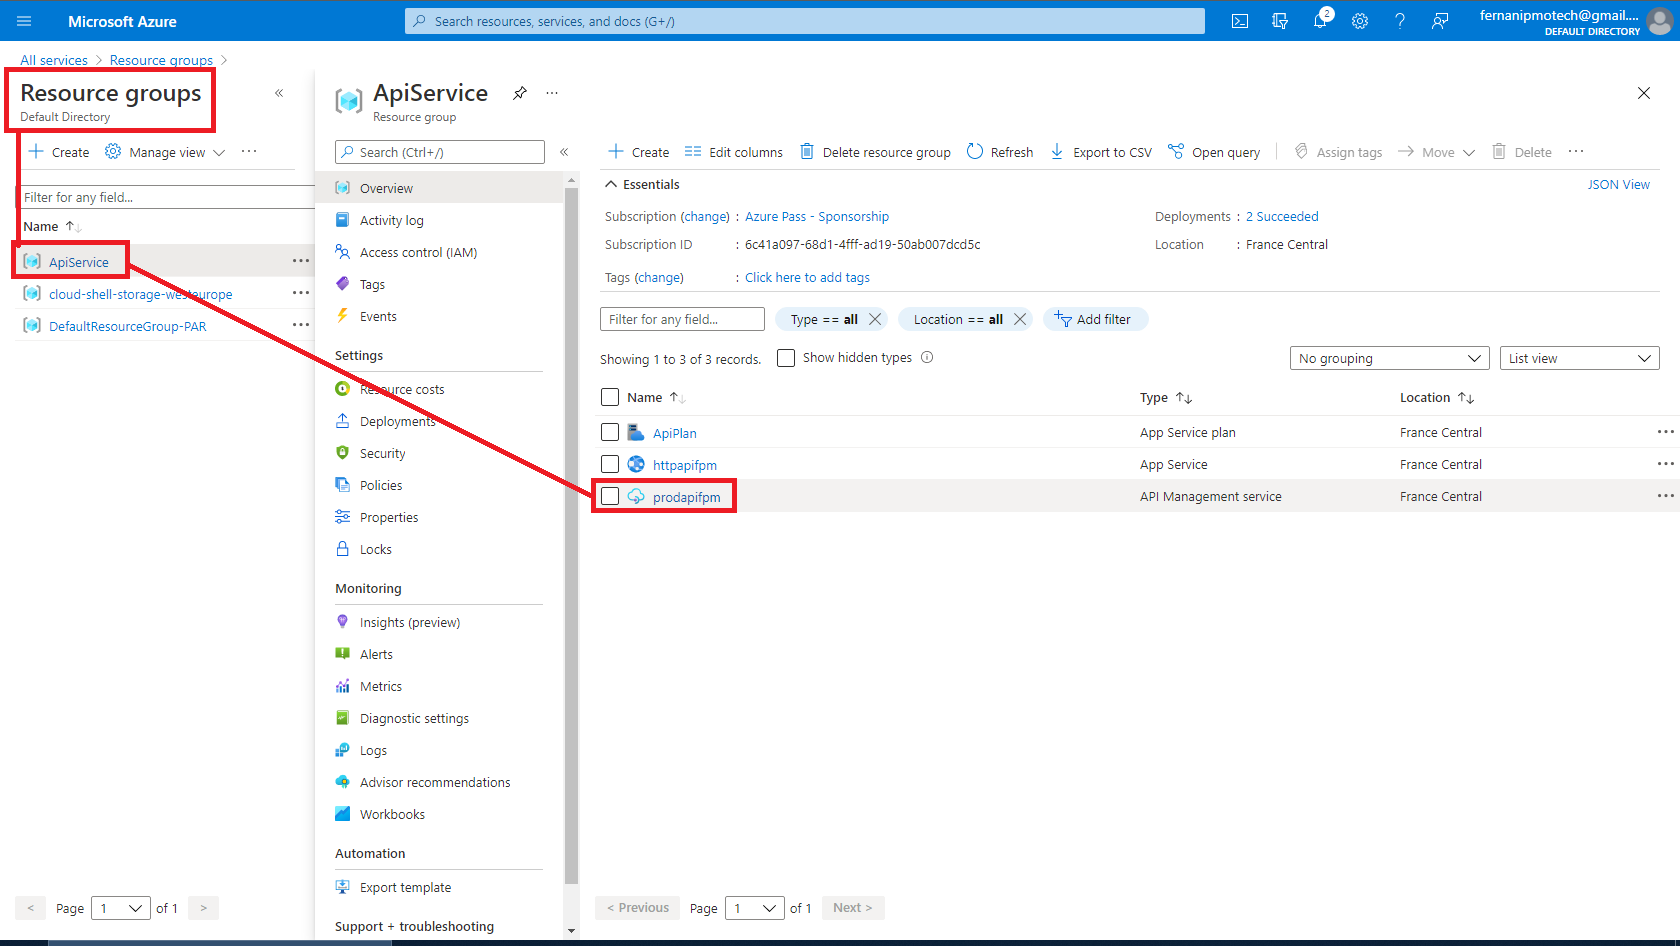 Microsoft Azure
Search resources, services, and docs (G+/)
2
fernanipmotech@gmail....
DEFAULT DIRECTORY
All services > Resource groups >
Resource groups
Default Directory
«
Create Manage view ...
Filter for any field...
Name ↑↓
ApiService ...
cloud-shell-storage-westeurope ...
DefaultResourceGroup-PAR ...
< Page 1 of 1 >
ApiService ...
Resource group
Search (Ctrl+/) «
Overview
Activity log
Access control (IAM)
Tags
Events
Settings
Resource costs
Deployments
Security
Policies
Properties
Locks
Monitoring
Insights (preview)
Alerts
Metrics
Diagnostic settings
Logs
Advisor recommendations
Workbooks
Automation
Export template
Support + troubleshooting
Create Edit columns Delete resource group Refresh Export to CSV Open query Assign tags Move Delete ...
Essentials JSON View
Subscription (change) : Azure Pass - Sponsorship Deployments : 2 Succeeded
Subscription ID : 6c41a097-68d1-4fff-ad19-50ab007dcd5c Location : France Central
Tags (change) : Click here to add tags
Filter for any field... Type == all Location == all Add filter
Showing 1 to 3 of 3 records. Show hidden types No grouping List view
Name ↑↓ Type ↑↓ Location ↑↓
ApiPlan App Service plan France Central ...
httpapifpm App Service France Central ...
prodapifpm API Management service France Central ...
< Previous Page 1 of 1 Next >